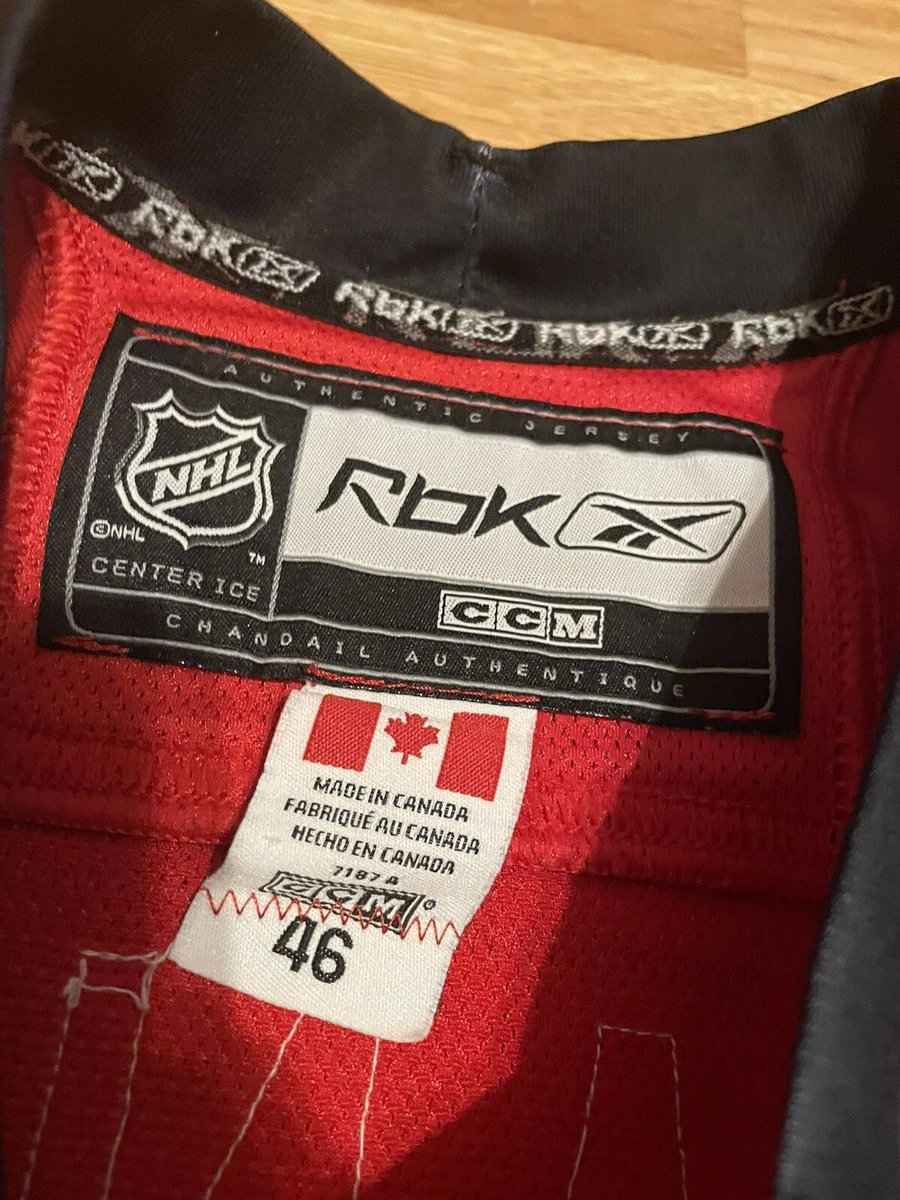 Rbk
Rbk
Rbk
Rbk
AUTHENTIC JERSEY
NHL
©NHL
TM
CENTER ICE
Rbk
CCM
CHANDAIL AUTHENTIQUE
MADE IN CANADA
FABRIQUÉ AU CANADA
HECHO EN CANADA
7187 A
CCM®
46